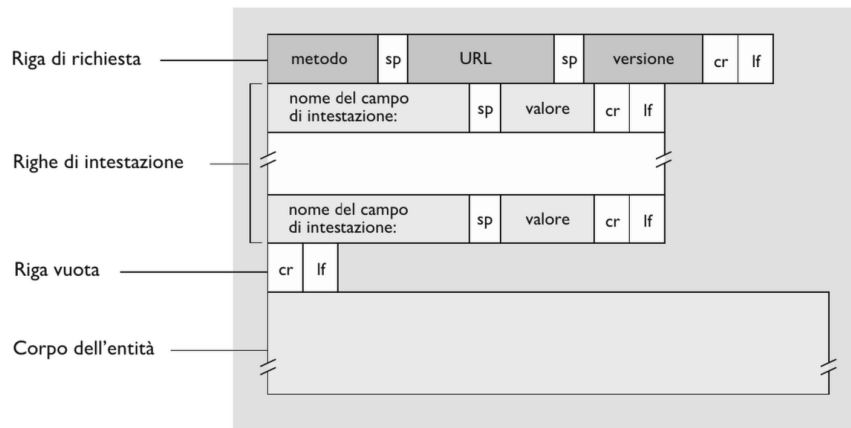 Riga di richiesta metodo sp URL sp versione cr lf
nome del campo
di intestazione: sp valore cr lf
Righe di intestazione
nome del campo
di intestazione: sp valore cr lf
Riga vuota cr lf
Corpo dell'entità